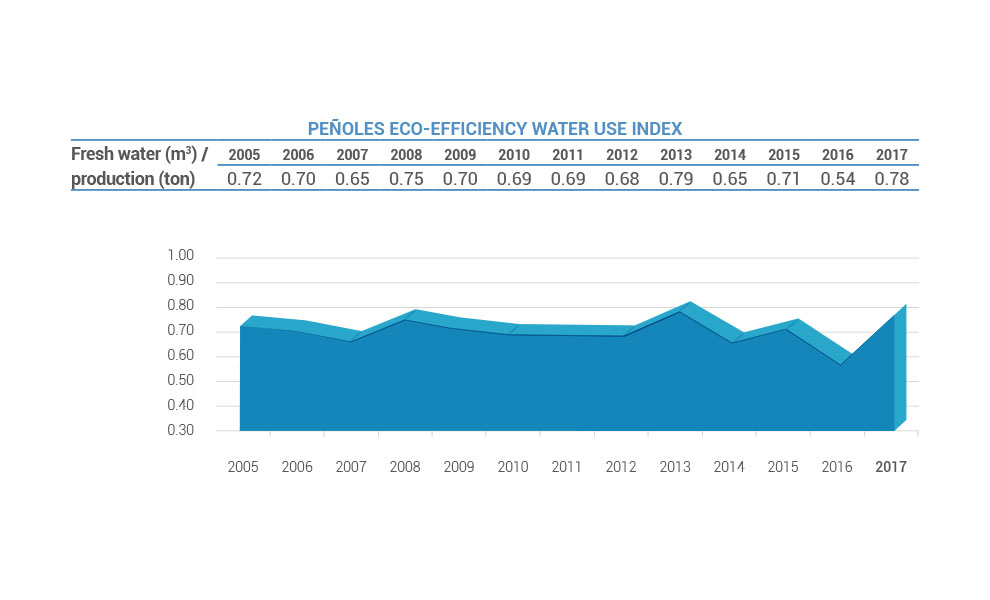 PEÑOLES ECO-EFFICIENCY WATER USE INDEX
Fresh water (m³) / 2005 2006 2007 2008 2009 2010 2011 2012 2013 2014 2015 2016 2017
production (ton) 0.72 0.70 0.65 0.75 0.70 0.69 0.69 0.68 0.79 0.65 0.71 0.54 0.78
1.00
0.90
0.80
0.70
0.60
0.50
0.40
0.30
2005 2006 2007 2008 2009 2010 2011 2012 2013 2014 2015 2016 2017